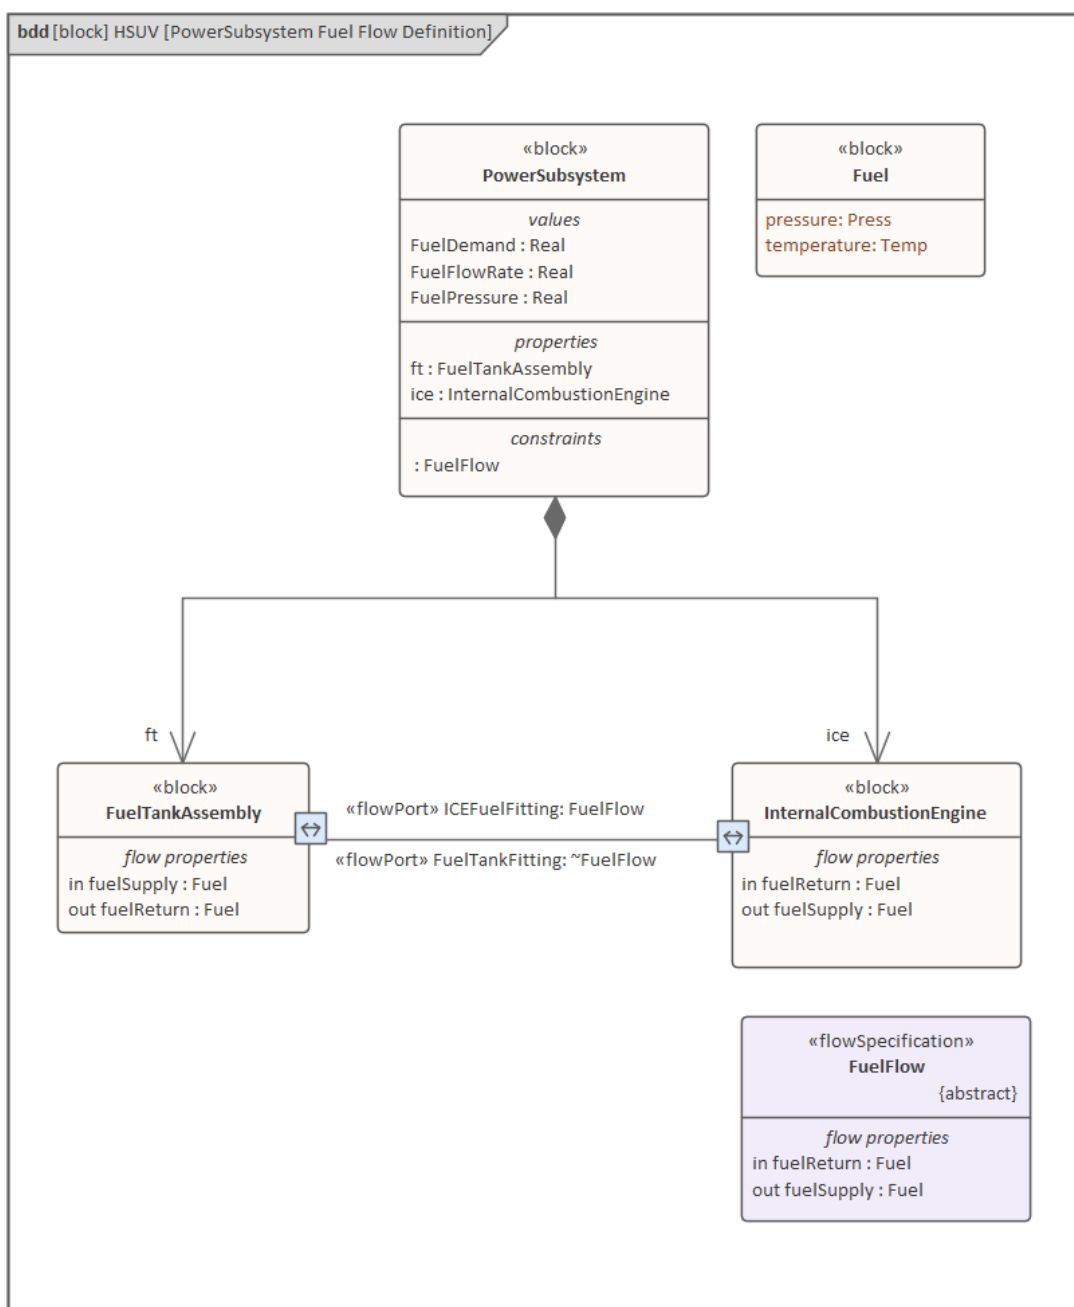 bdd [block] HSUV [PowerSubsystem Fuel Flow Definition]
«block»
PowerSubsystem
values
FuelDemand : Real
FuelFlowRate : Real
FuelPressure : Real
properties
ft : FuelTankAssembly
ice : InternalCombustionEngine
constraints
: FuelFlow
«block»
Fuel
pressure: Press
temperature: Temp
ft
ice
«block»
FuelTankAssembly
flow properties
in fuelSupply : Fuel
out fuelReturn : Fuel
«flowPort» ICEFuelFitting: FuelFlow
«flowPort» FuelTankFitting: ~FuelFlow
«block»
InternalCombustionEngine
flow properties
in fuelReturn : Fuel
out fuelSupply : Fuel
«flowSpecification»
FuelFlow
{abstract}
flow properties
in fuelReturn : Fuel
out fuelSupply : Fuel